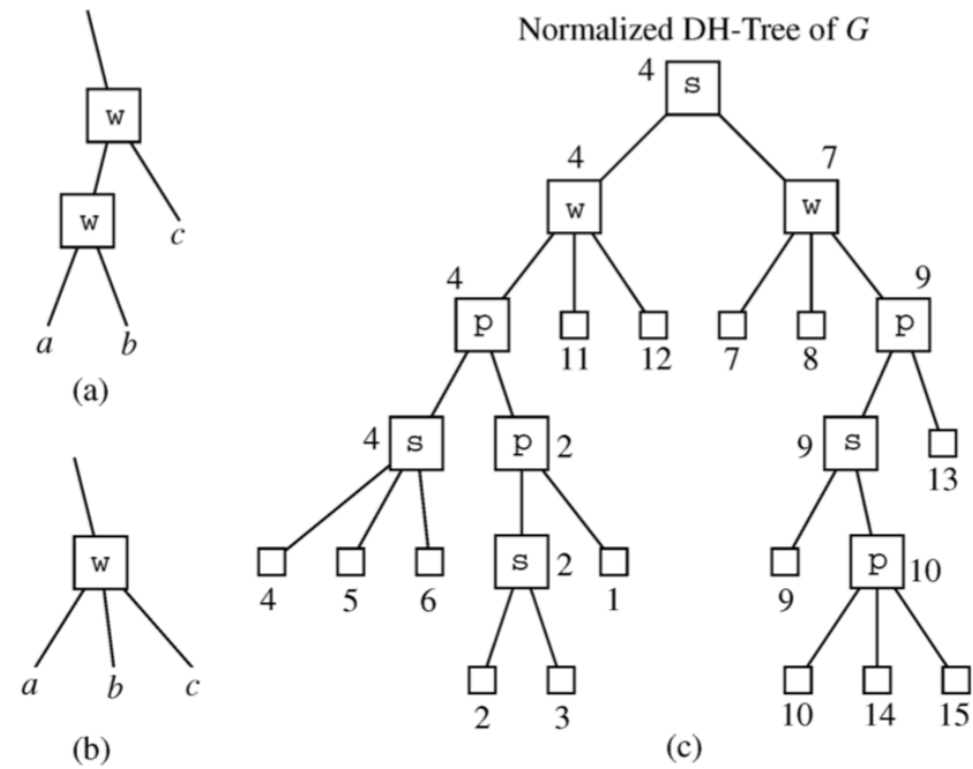 Normalized DH-Tree of G
4 s
4 7
w w w
4 9
w p p
c
11 12 7 8 13
a b
(a)
4 s p 2 9 s
w s 2 p 10
4 5 6 1 9
a b c
2 3 10 14 15
(b) (c)